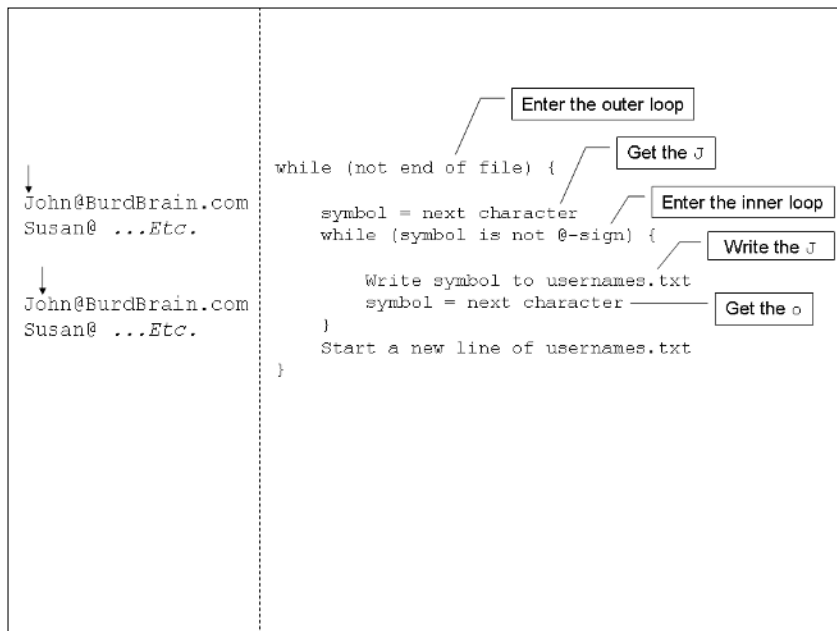 John@BurdBrain.com
Susan@ ...Etc.
John@BurdBrain.com
Susan@ ...Etc.
Enter the outer loop
while (not end of file) {
Get the J
symbol = next character
Enter the inner loop
while (symbol is not @-sign) {
Write the J
Write symbol to usernames.txt
symbol = next character
Get the o
}
Start a new line of usernames.txt
}